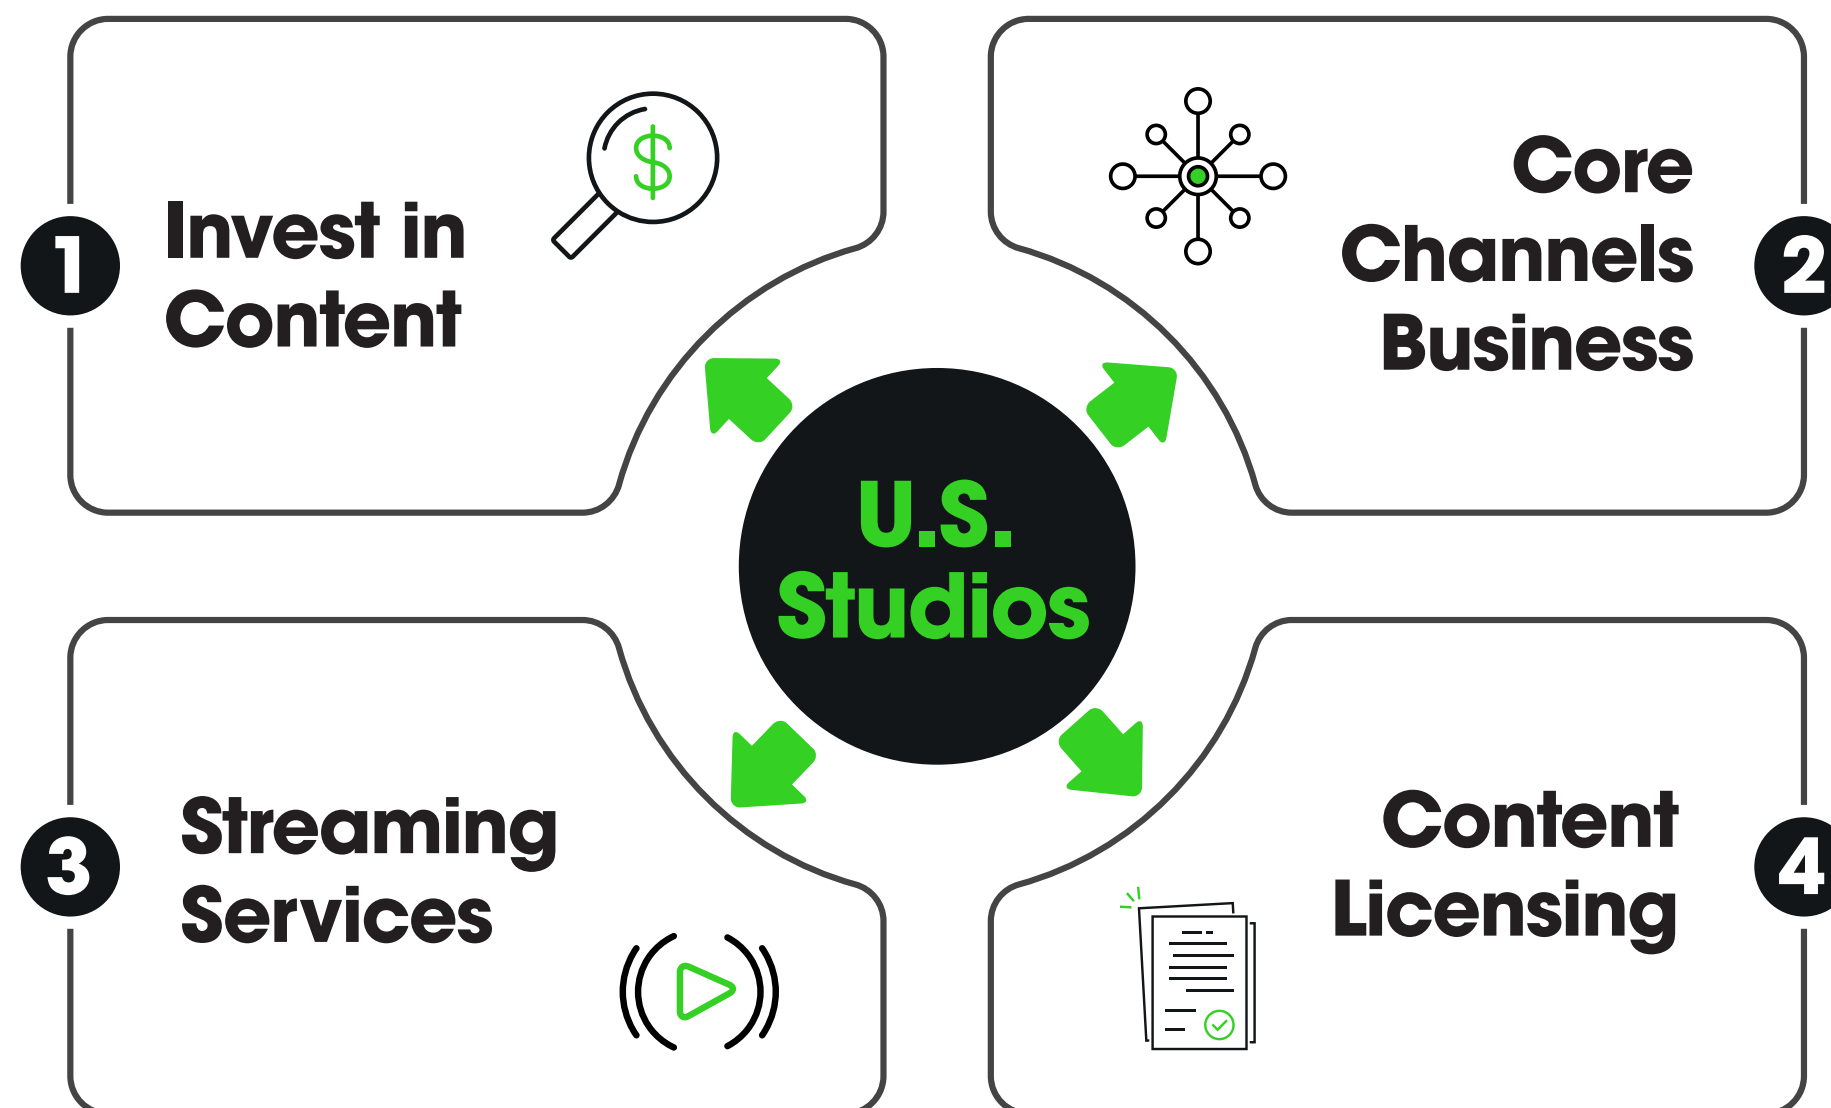 1
Invest in
Content
$
2
Core
Channels
Business
U.S.
Studios
3
Streaming
Services
4
Content
Licensing